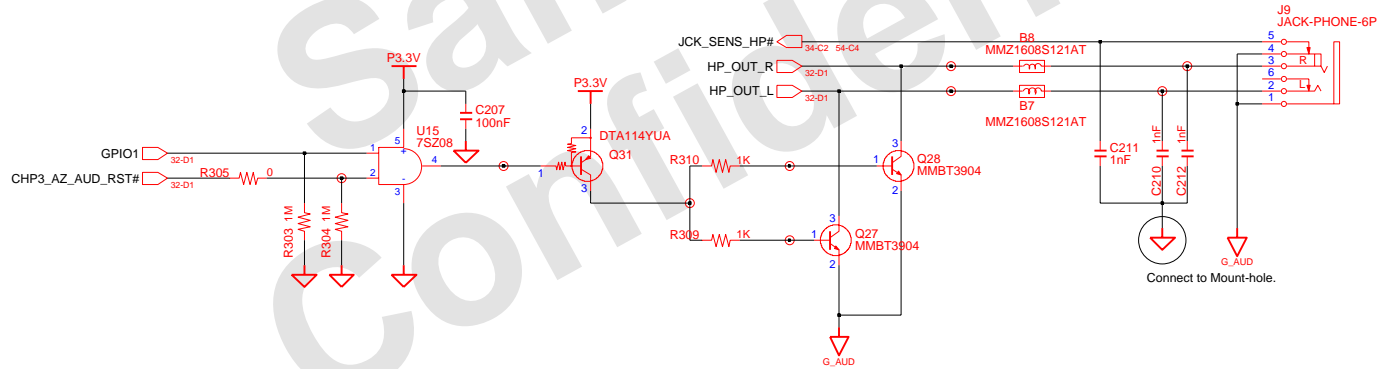 J9
JACK-PHONE-6P
JCK_SENS_HP#
34-C2 54-C4
B8
MMZ1608S121AT
5
4
R
3
6
L
2
1
HP_OUT_R
32-D1
HP_OUT_L
32-D1
B7
MMZ1608S121AT
P3.3V
C207
100nF
P3.3V
U15
7SZ08
5
+
1
2
-
4
3
2
DTA114YUA
Q31
1
3
GPIO1
32-D1
CHP3_AZ_AUD_RST#
32-D1
R305
0
R303 1M
R304 1M
R310
1K
3
1
Q28
MMBT3904
2
R309
1K
3
1
Q27
MMBT3904
2
C211
1nF
C210 1nF
C212 1nF
G_AUD
G_AUD
Connect to Mount-hole.
Confiden